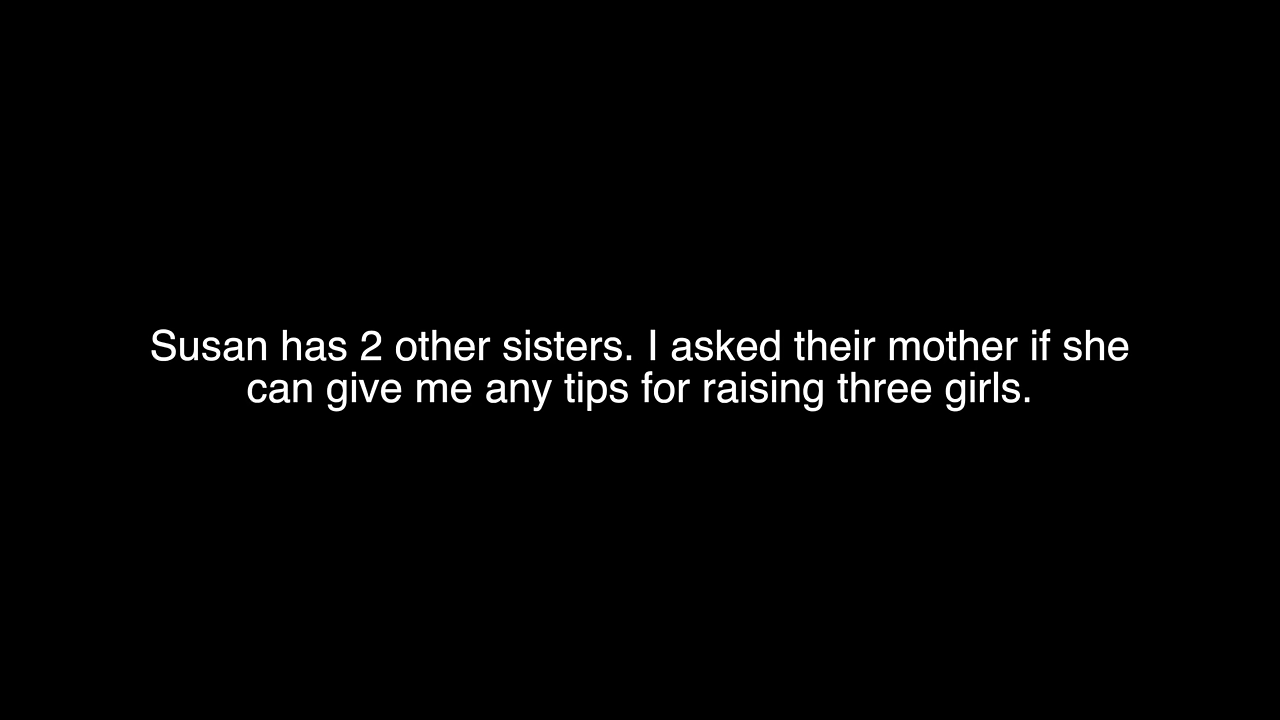 Susan has 2 other sisters. I asked their mother if she
can give me any tips for raising three girls.